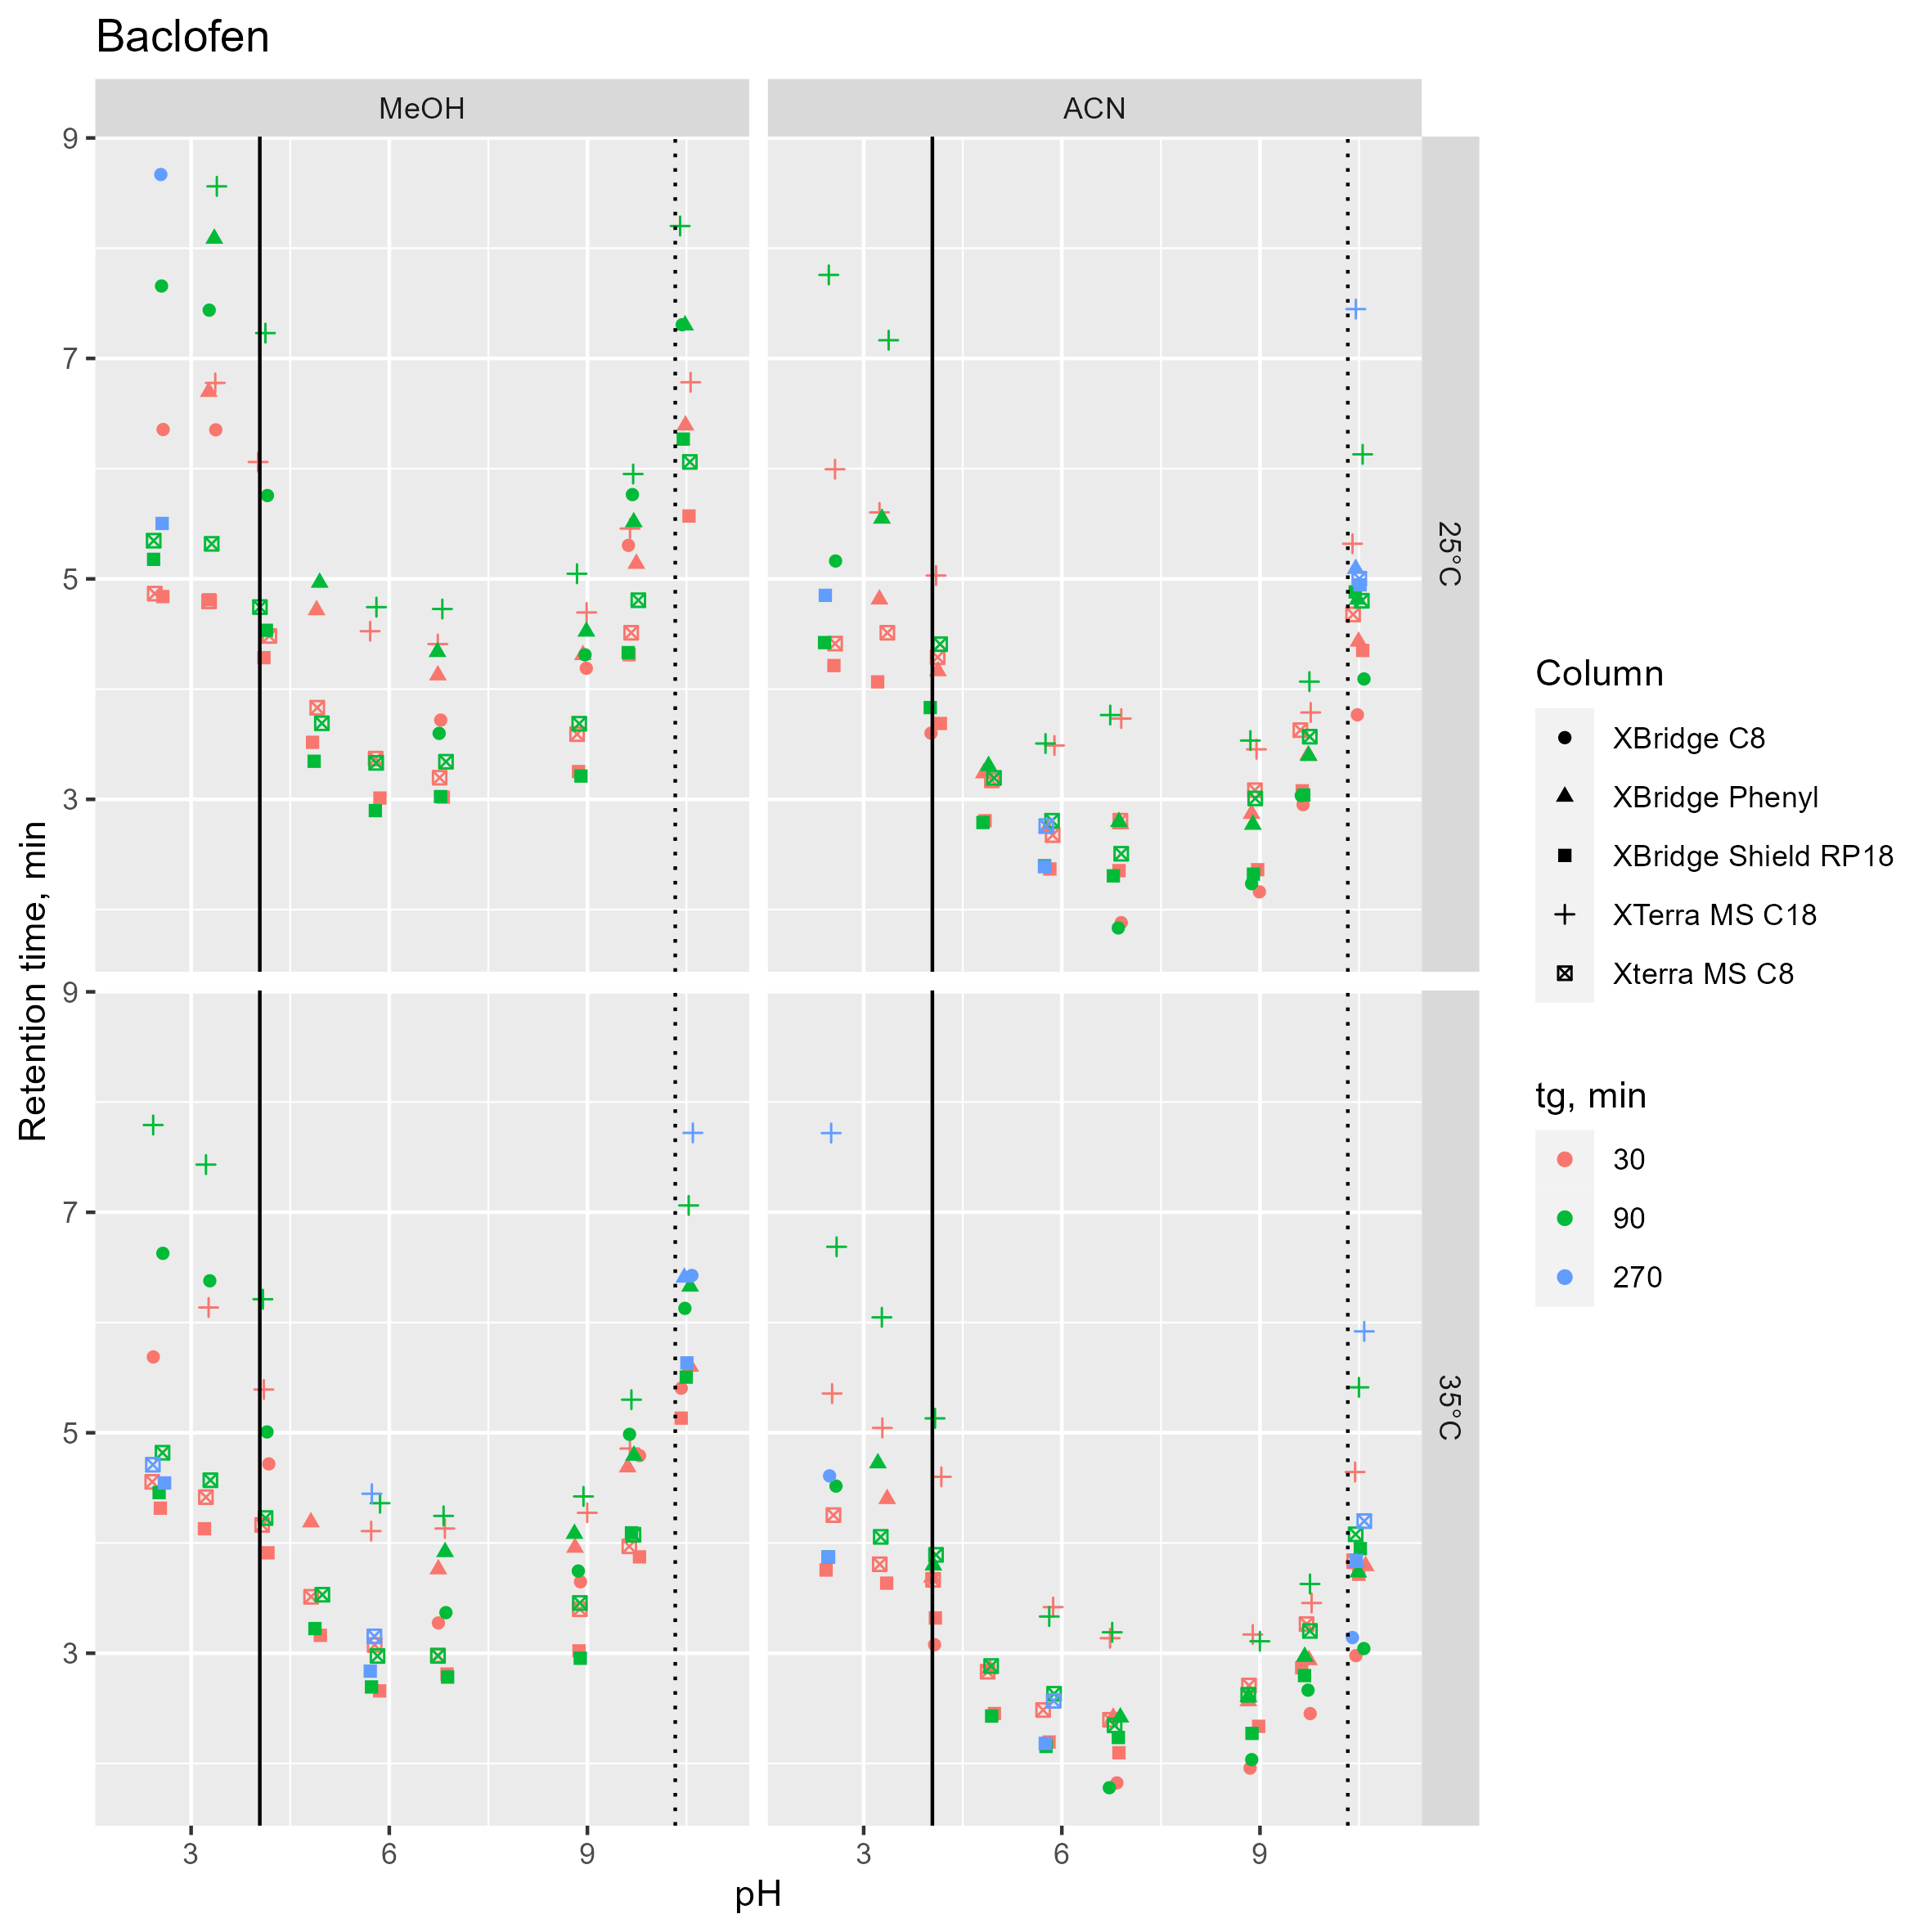 Baclofen
MeOH
ACN
9
7
5
3
25°C
9
7
5
3
35°C
Retention time, min
3
6
9
3
6
9
pH
Column
XBridge C8
XBridge Phenyl
XBridge Shield RP18
XTerra MS C18
Xterra MS C8
tg, min
30
90
270